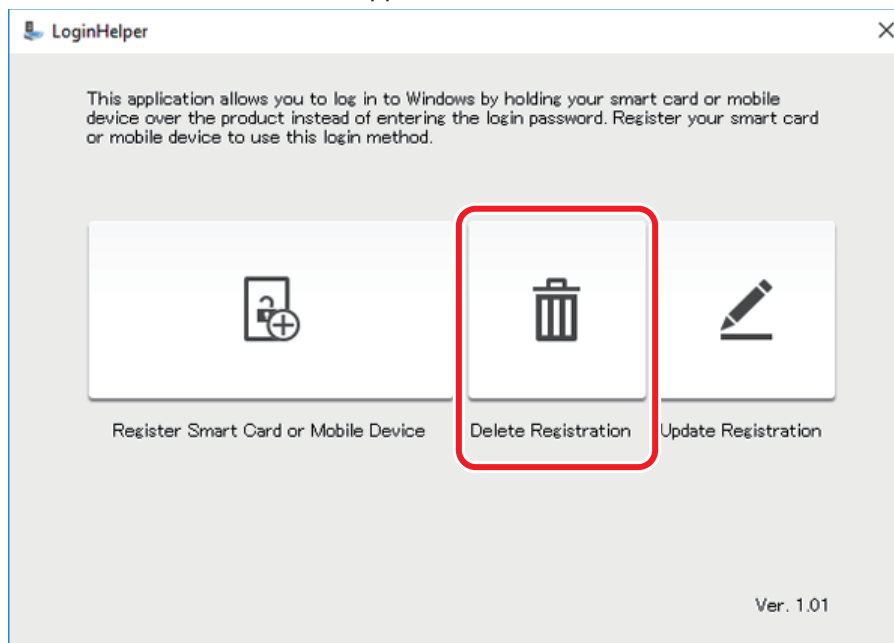 LoginHelper
This application allows you to log in to Windows by holding your smart card or mobile
device over the product instead of entering the login password. Register your smart card
or mobile device to use this login method.
Register Smart Card or Mobile Device
Delete Registration
Update Registration
Ver. 1.01